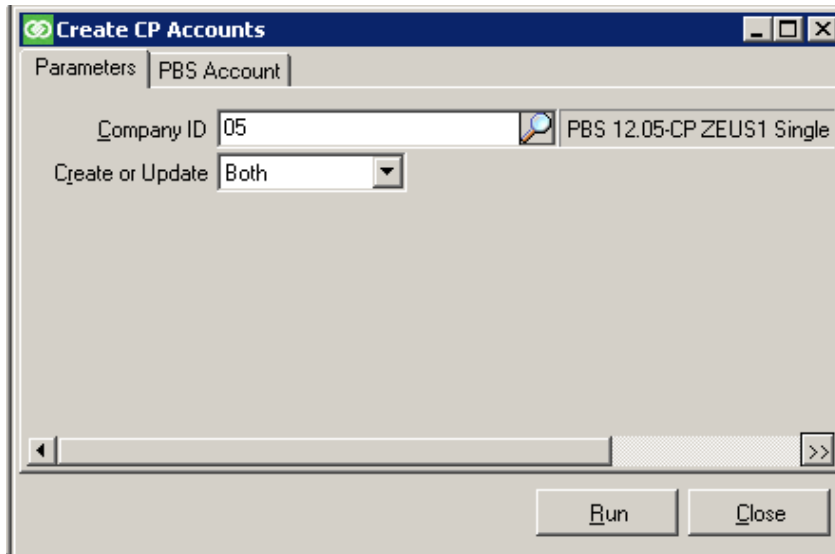 Create CP Accounts
Parameters PBS Account
Company ID 05 PBS 12.05-CP ZEUS1 Single
Create or Update Both
>>
Run Close